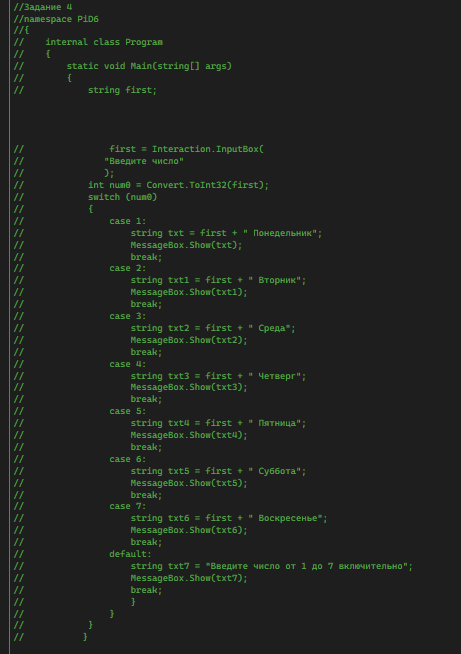 //Задание 4
//namespace PiD6
//{
//    internal class Program
//    {
//        static void Main(string[] args)
//        {
//            string first;
//                first = Interaction.InputBox(
//               "Введите число"
//               );
//            int num0 = Convert.ToInt32(first);
//            switch (num0)
//            {
//                case 1:
//                    string txt = first + " Понедельник";
//                    MessageBox.Show(txt);
//                    break;
//                case 2:
//                    string txt1 = first + " Вторник";
//                    MessageBox.Show(txt1);
//                    break;
//                case 3:
//                    string txt2 = first + " Среда";
//                    MessageBox.Show(txt2);
//                    break;
//                case 4:
//                    string txt3 = first + " Четверг";
//                    MessageBox.Show(txt3);
//                    break;
//                case 5:
//                    string txt4 = first + " Пятница";
//                    MessageBox.Show(txt4);
//                    break;
//                case 6:
//                    string txt5 = first + " Суббота";
//                    MessageBox.Show(txt5);
//                    break;
//                case 7:
//                    string txt6 = first + " Воскресенье";
//                    MessageBox.Show(txt6);
//                    break;
//                default:
//                    string txt7 = "Введите число от 1 до 7 включительно";
//                    MessageBox.Show(txt7);
//                    break;
//                    }
//                }
//            }
//           }